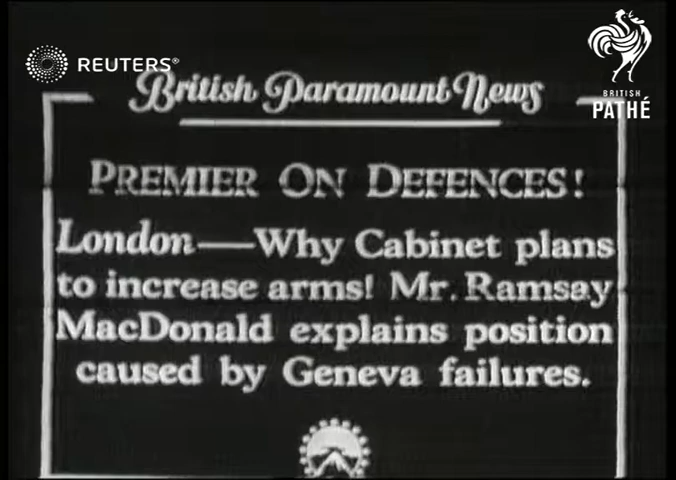 REUTERS®
BRITISH
PATHÉ
British Paramount News
PREMIER ON DEFENCES!
London—Why Cabinet plans
to increase arms! Mr. Ramsay
MacDonald explains position
caused by Geneva failures.